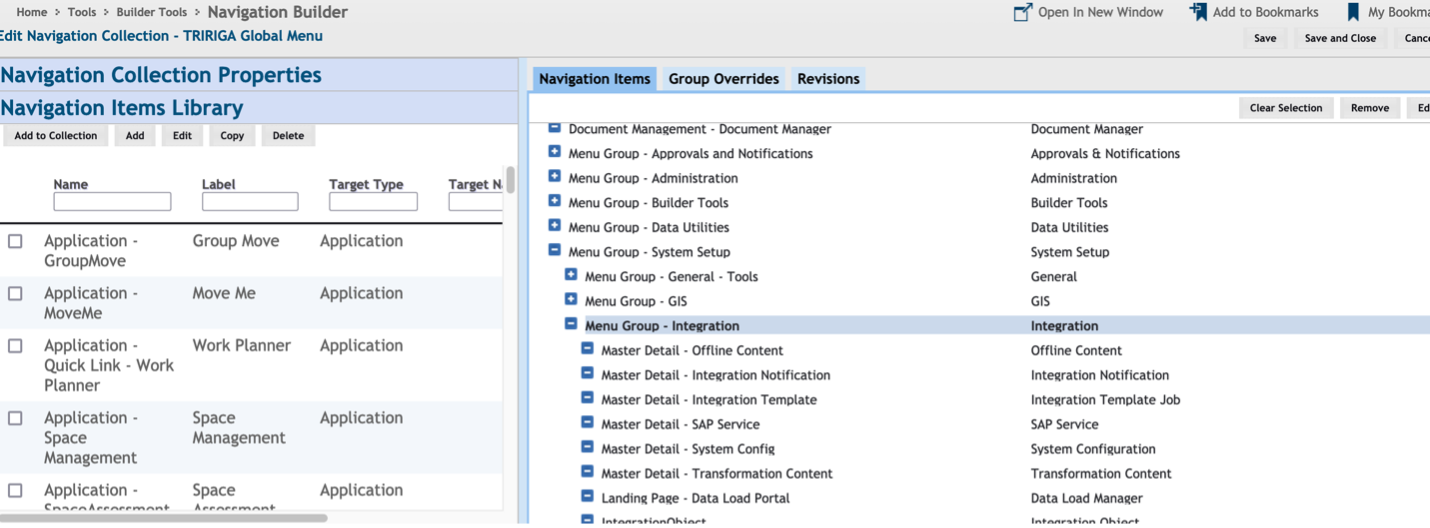 Home > Tools > Builder Tools > Navigation Builder
Open In New Window Add to Bookmarks My Bookma
Edit Navigation Collection - TRIRIGA Global Menu
Save Save and Close Cance
Navigation Collection Properties
Navigation Items Library
Add to Collection Add Edit Copy Delete
Name Label Target Type Target N
Application - GroupMove Group Move Application
Application - MoveMe Move Me Application
Application - Quick Link - Work Planner Work Planner Application
Application - Space Management Space Management Application
Application - SpaceAssessment Space Assessment Application
Navigation Items Group Overrides Revisions
Clear Selection Remove Ed
Document Management - Document Manager Document Manager
Menu Group - Approvals and Notifications Approvals & Notifications
Menu Group - Administration Administration
Menu Group - Builder Tools Builder Tools
Menu Group - Data Utilities Data Utilities
Menu Group - System Setup System Setup
Menu Group - General - Tools General
Menu Group - GIS GIS
Menu Group - Integration Integration
Master Detail - Offline Content Offline Content
Master Detail - Integration Notification Integration Notification
Master Detail - Integration Template Integration Template Job
Master Detail - SAP Service SAP Service
Master Detail - System Config System Configuration
Master Detail - Transformation Content Transformation Content
Landing Page - Data Load Portal Data Load Manager
IntegrationObject Integration Object